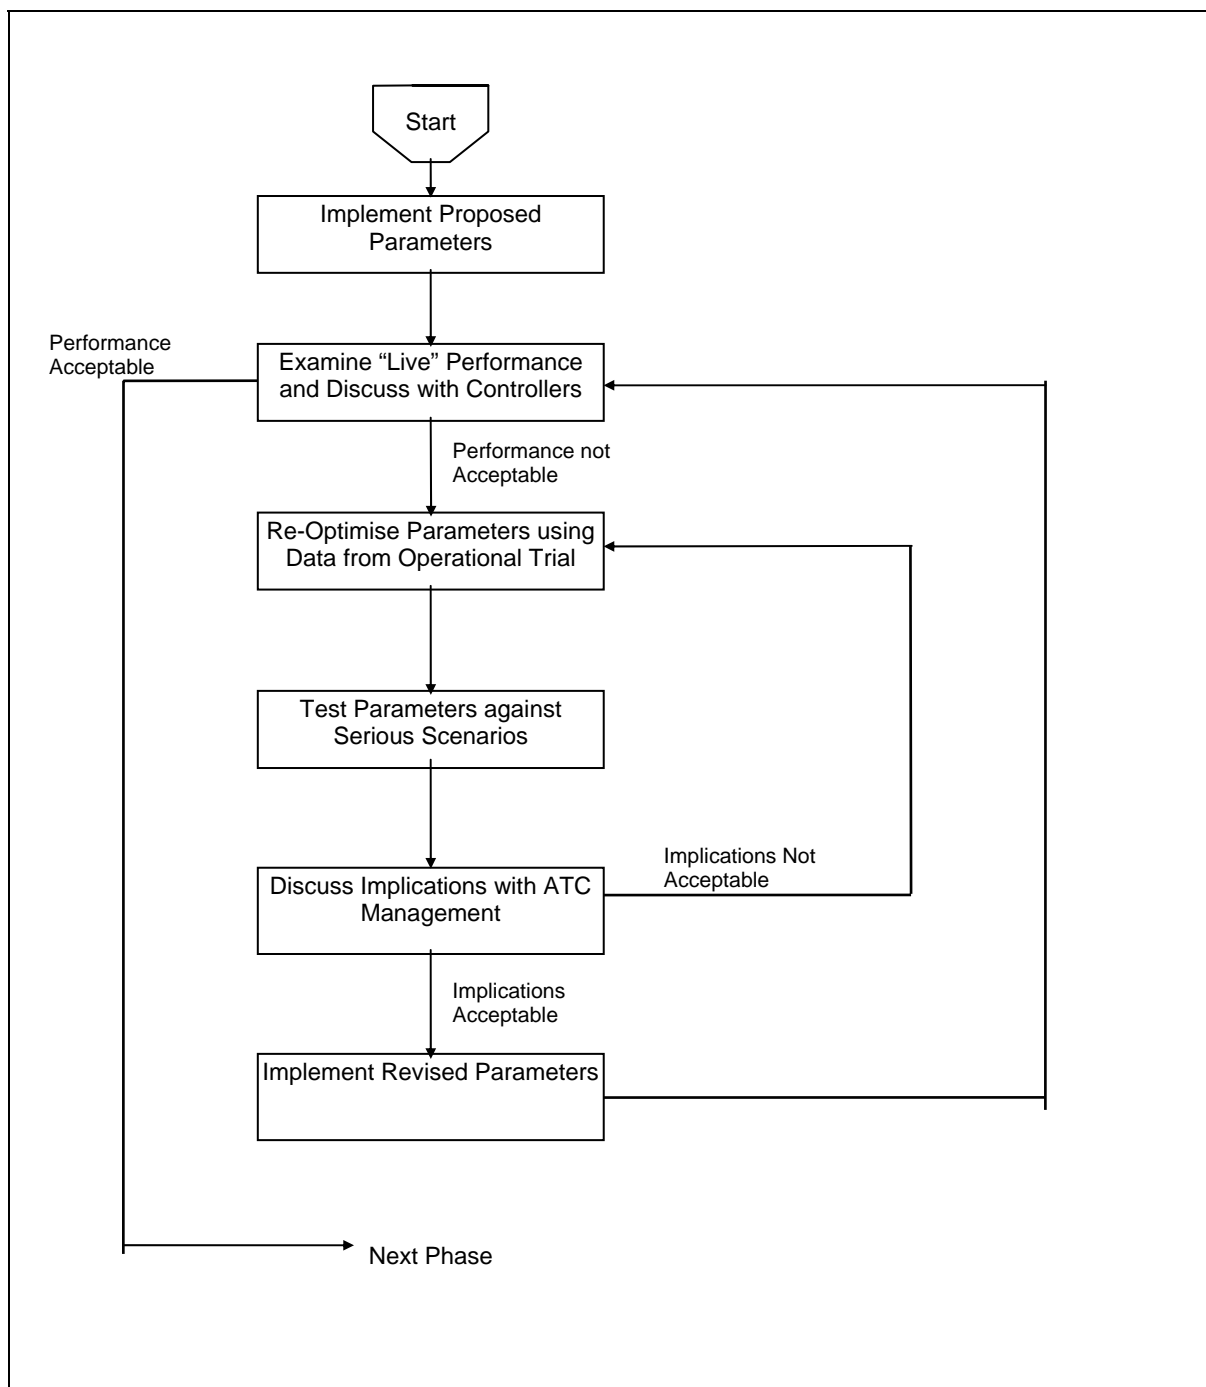 Start
Implement Proposed
Parameters
Performance
Acceptable
Examine “Live” Performance
and Discuss with Controllers
Performance not
Acceptable
Re-Optimise Parameters using
Data from Operational Trial
Test Parameters against
Serious Scenarios
Discuss Implications with ATC
Management
Implications Not
Acceptable
Implications
Acceptable
Implement Revised Parameters
Next Phase